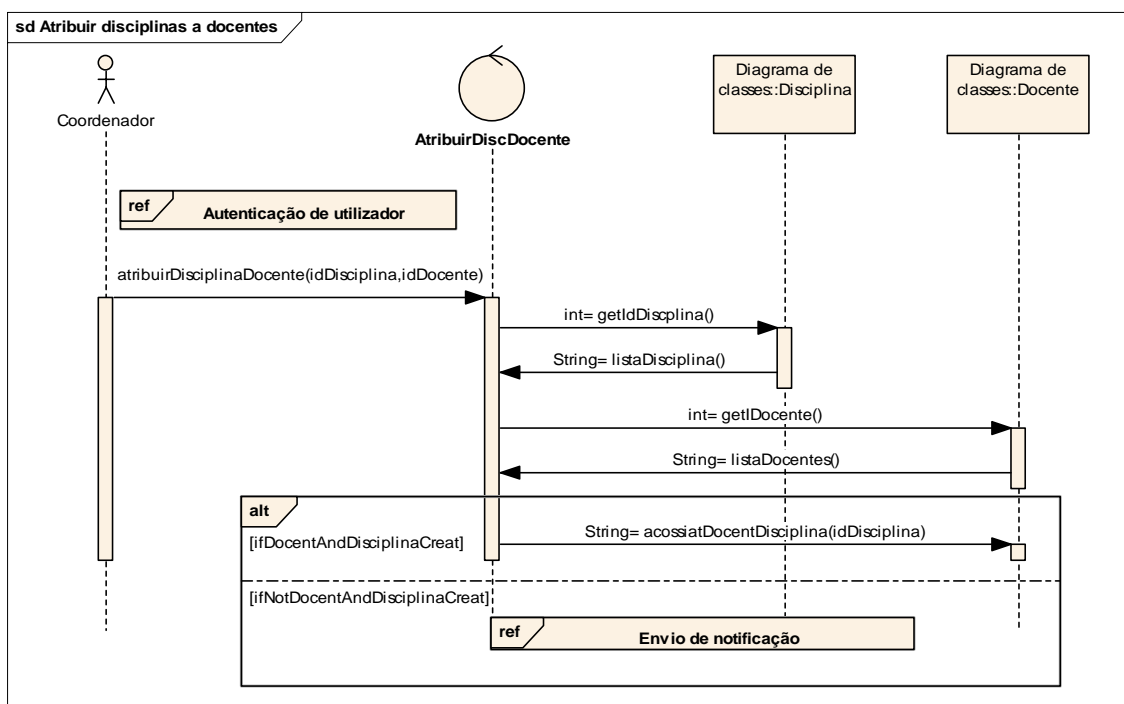 sd Atribuir disciplinas a docentes
Coordenador
AtribuirDiscDocente
Diagrama de
classes::Disciplina
Diagrama de
classes::Docente
ref
Autenticação de utilizador
atribuirDisciplinaDocente(idDisciplina,idDocente)
int= getIdDiscplina()
String= listaDisciplina()
int= getIDocente()
String= listaDocentes()
alt
[ifDocentAndDisciplinaCreat]
String= acossiatDocentDisciplina(idDisciplina)
[ifNotDocentAndDisciplinaCreat]
ref
Envio de notificação